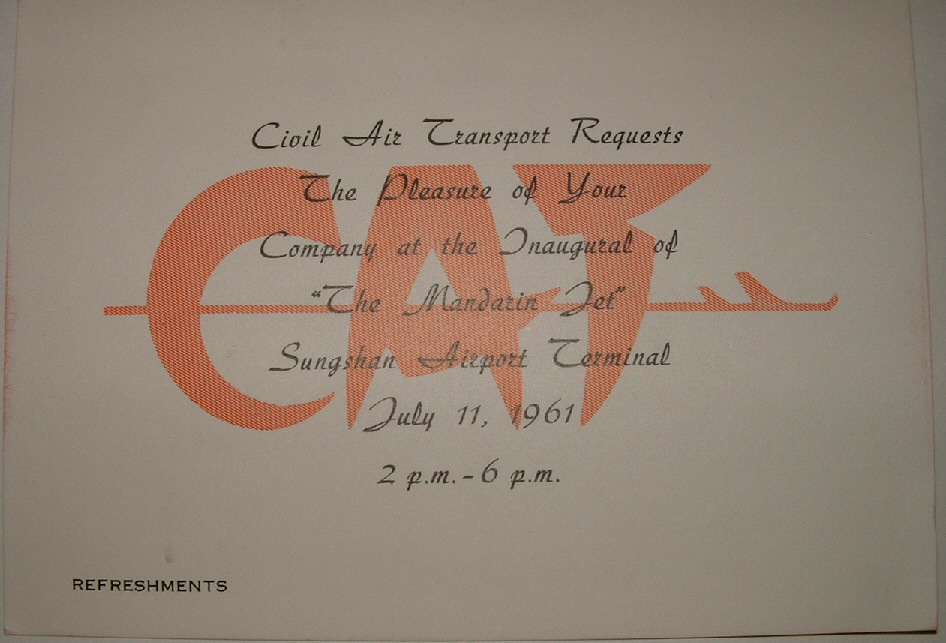 Civil Air Transport Requests
The Pleasure of Your
Company at the Inaugural of
"The Mandarin Jet"
Sungshan Airport Terminal
July 11, 1961
2 p.m. - 6 p.m.
CAT
REFRESHMENTS